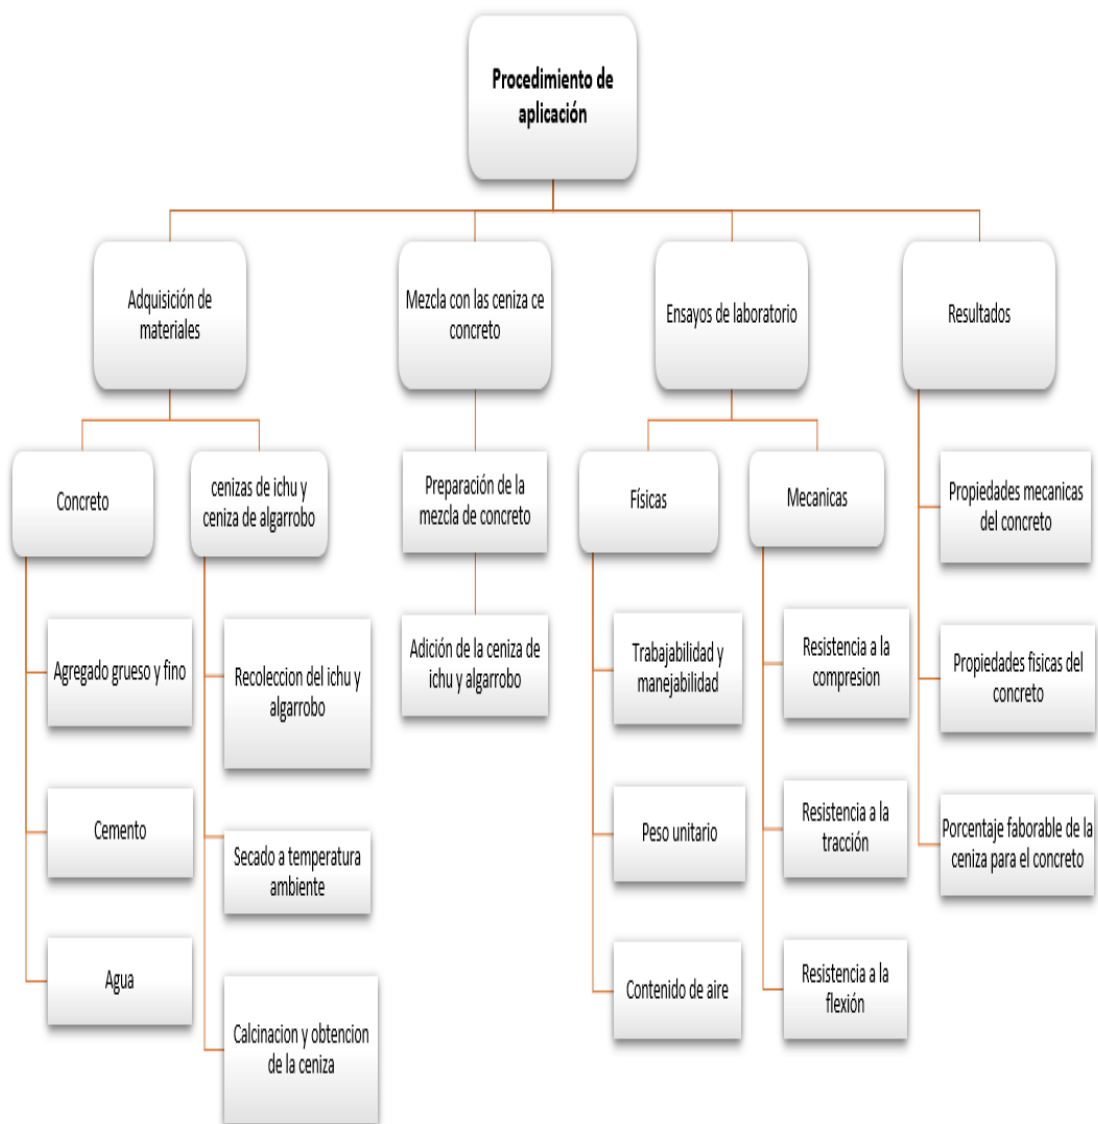 Procedimiento de
aplicación
Adquisición de
materiales
Mezcla con las ceniza ce
concreto
Ensayos de laboratorio
Resultados
Concreto
cenizas de ichu y
ceniza de algarrobo
Preparación de la
mezcla de concreto
Físicas
Mecanicas
Propiedades mecanicas
del concreto
Agregado grueso y fino
Recoleccion del ichu y
algarrobo
Adición de la ceniza de
ichu y algarrobo
Trabajabilidad y
manejabilidad
Resistencia a la
compresion
Propiedades fisicas del
concreto
Cemento
Secado a temperatura
ambiente
Peso unitario
Resistencia a la
tracción
Porcentaje faborable de la
ceniza para el concreto
Agua
Calcinacion y obtencion
de la ceniza
Contenido de aire
Resistencia a la
flexión